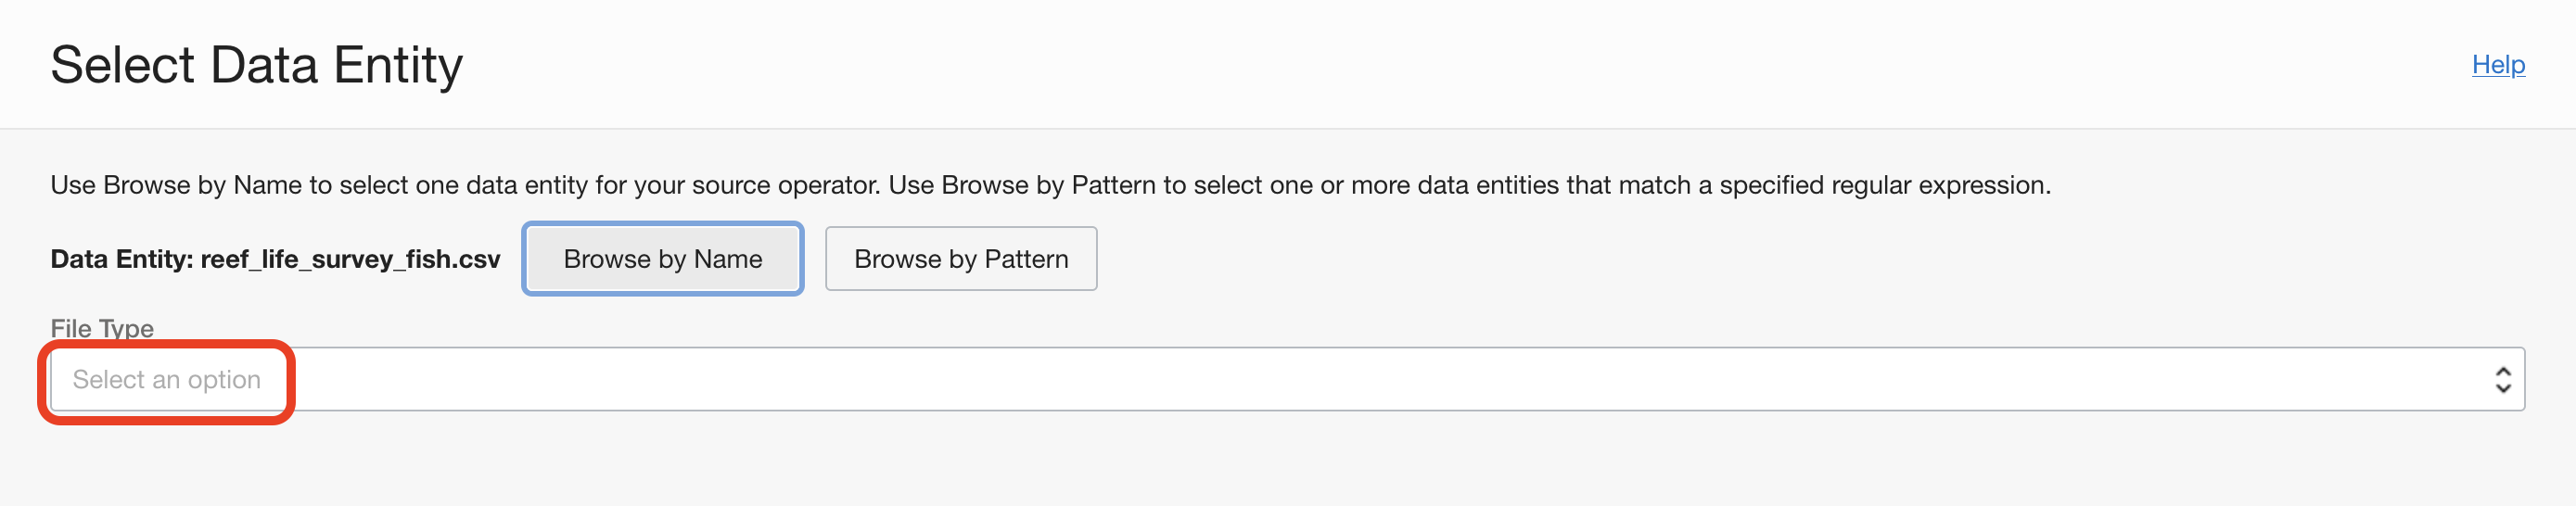 Select Data Entity
Help
Use Browse by Name to select one data entity for your source operator. Use Browse by Pattern to select one or more data entities that match a specified regular expression.
Data Entity: reef_life_survey_fish.csv Browse by Name Browse by Pattern
File Type
Select an option